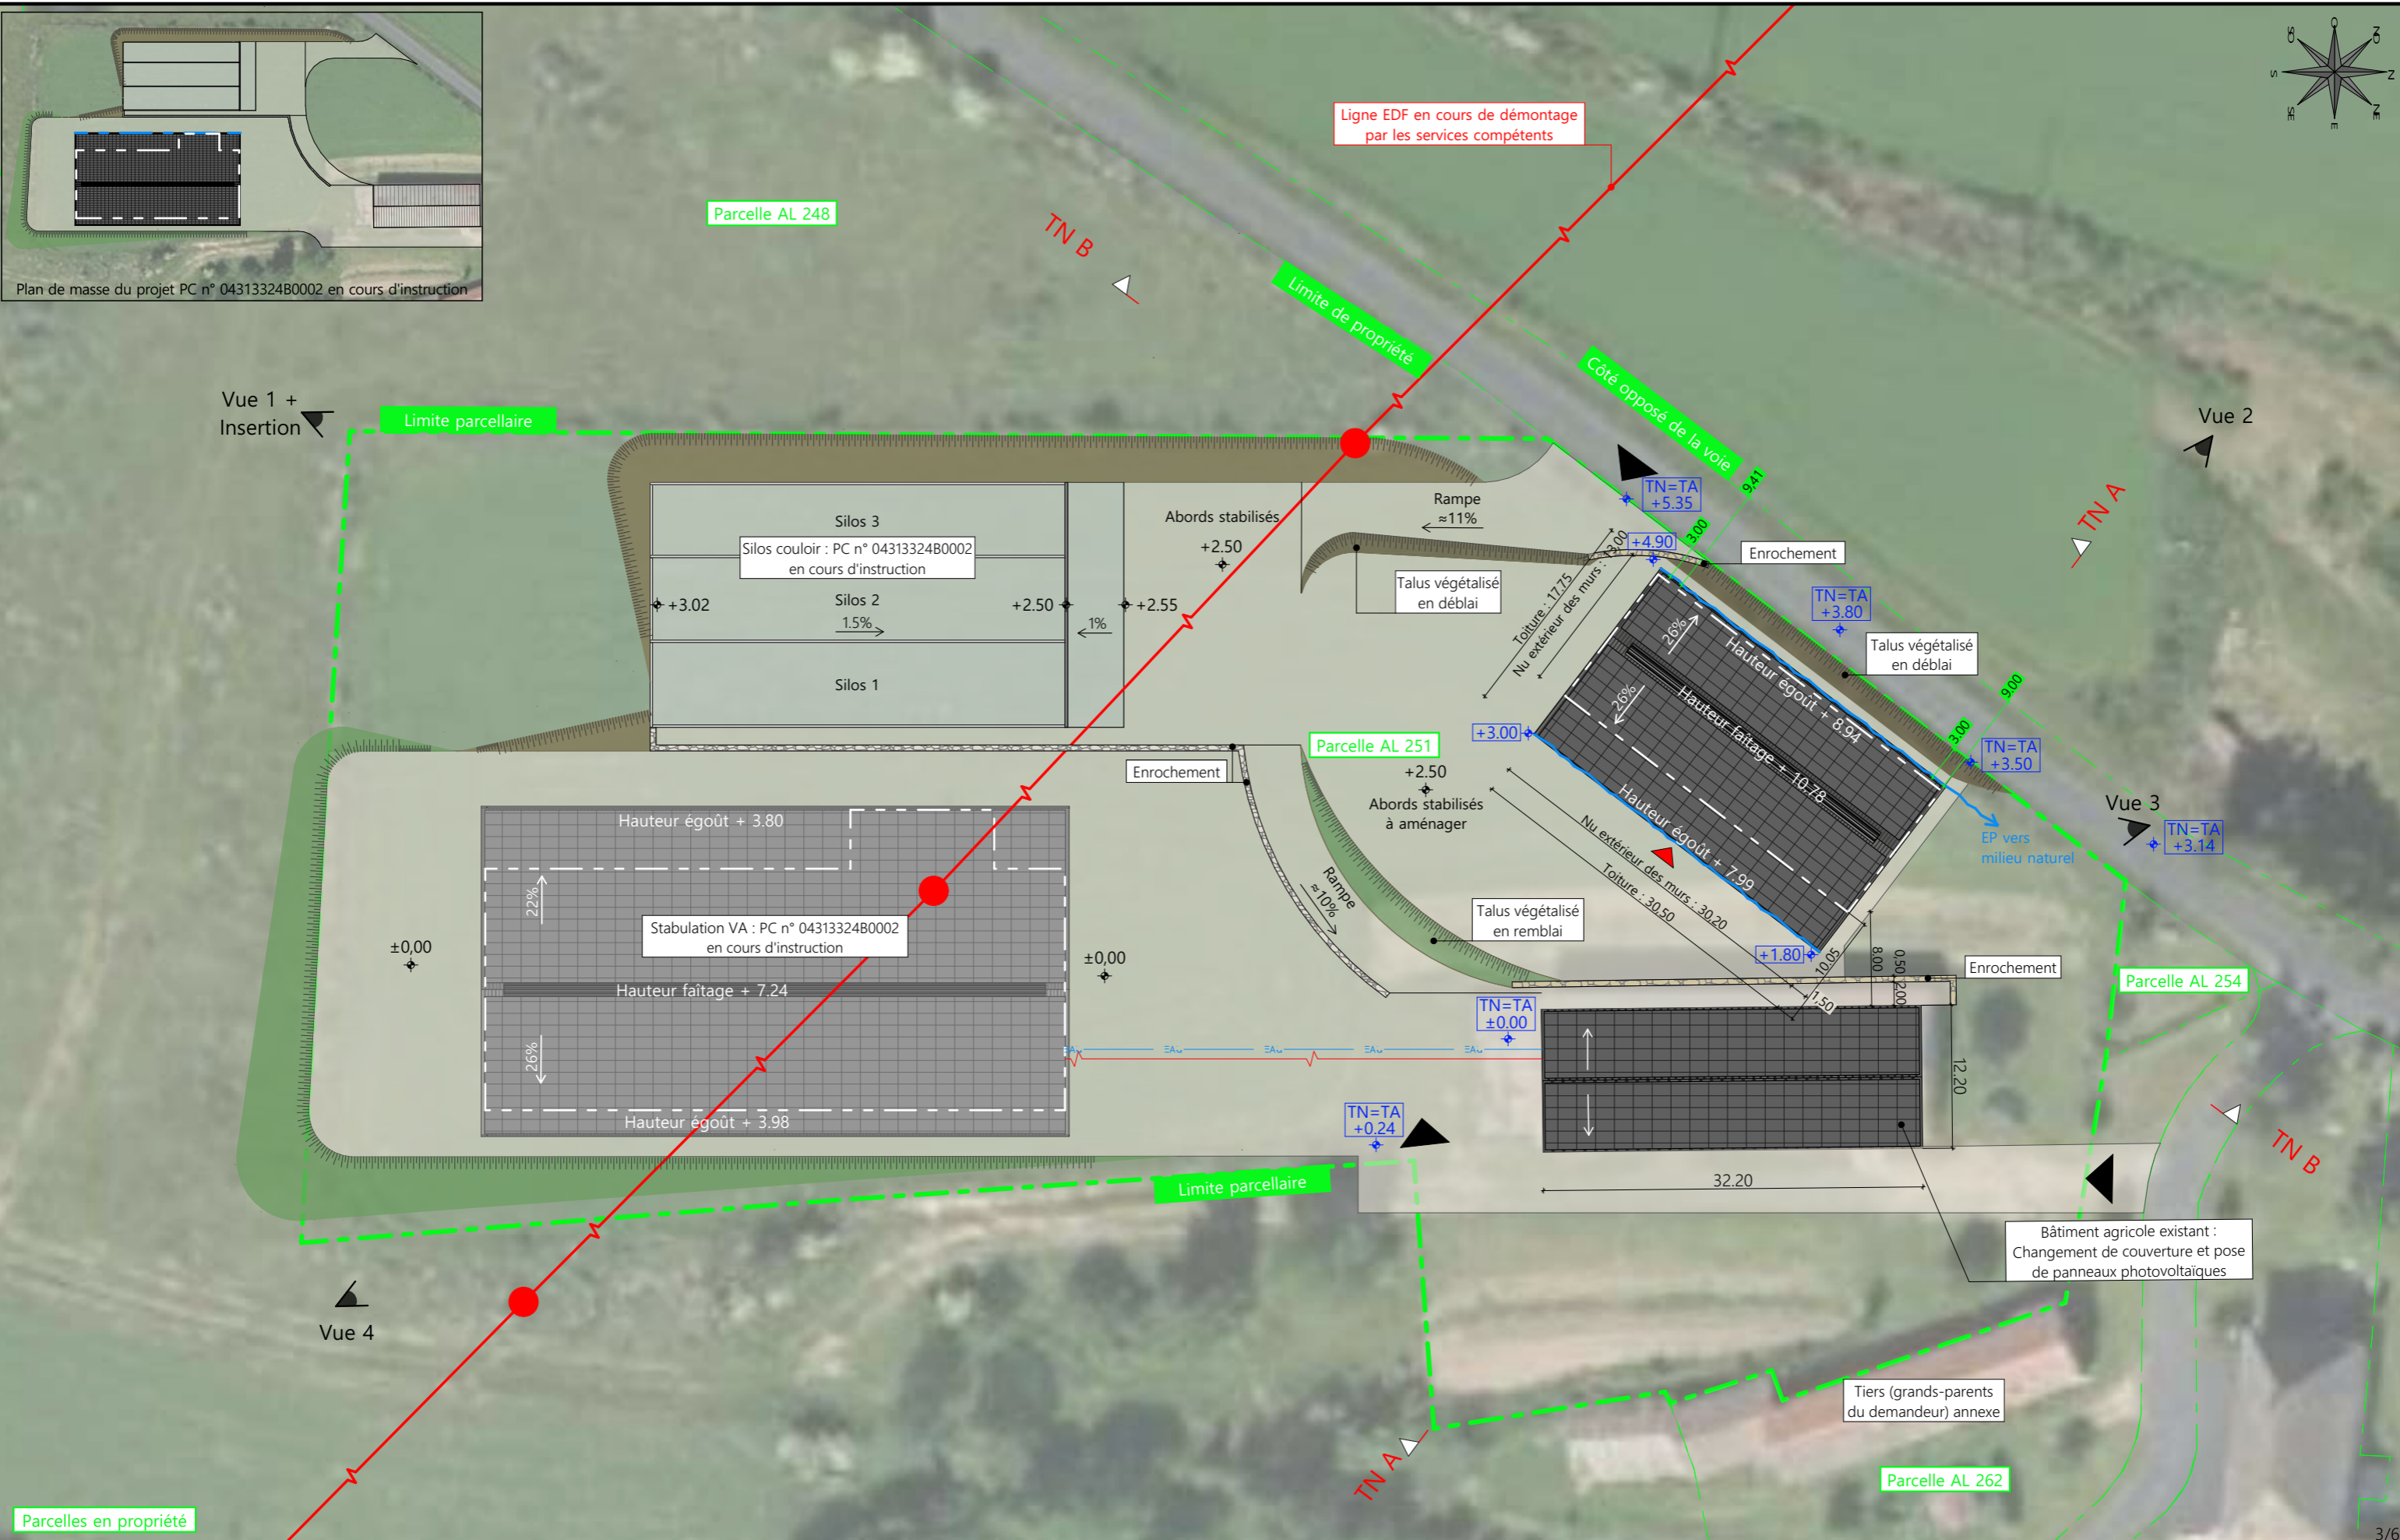 Plan de masse du projet PC n° 04313324B0002 en cours d'instruction
Ligne EDF en cours de démontage
par les services compétents
O
NO
N
NE
E
SE
S
SO
Parcelle AL 248
TN B
Limite de propriété
Côté opposé de la voie
9,41
Vue 1 +
Insertion
Limite parcellaire
Vue 2
TN A
Silos 3
Silos couloir : PC n° 04313324B0002
en cours d'instruction
Silos 2
1.5%
Silos 1
+3.02
+2.50
+2.55
1%
Abords stabilisés
+2.50
Rampe
≈11%
TN=TA
+5.35
+4.90
3.00
Enrochement
Talus végétalisé
en déblai
Toiture : 17.75
Nu extérieur des murs : 13.00
TN=TA
+3.80
Talus végétalisé
en déblai
26%
26%
Hauteur égoût + 8.94
Hauteur faîtage + 10.78
Hauteur égoût + 7.99
9.00
3.00
TN=TA
+3.50
+3.00
Parcelle AL 251
+2.50
Abords stabilisés
à aménager
Enrochement
Nu extérieur des murs : 30.20
Toiture : 30.50
Vue 3
TN=TA
+3.14
EP vers
milieu naturel
Hauteur égoût + 3.80
22%
Stabulation VA : PC n° 04313324B0002
en cours d'instruction
±0,00
±0,00
Hauteur faîtage + 7.24
26%
Hauteur égoût + 3.98
Rampe
≈10%
Talus végétalisé
en remblai
+1.80
10.05
8.00
0.50
2.00
1.50
Enrochement
Parcelle AL 254
TN=TA
±0.00
12.20
TN=TA
+0.24
32.20
Limite parcellaire
TN B
Bâtiment agricole existant :
Changement de couverture et pose
de panneaux photovoltaïques
Vue 4
Tiers (grands-parents
du demandeur) annexe
TN A
Parcelle AL 262
Parcelles en propriété
3/6